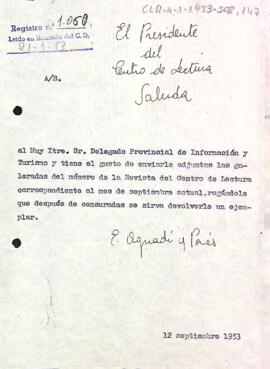 CLR-A-1-1953-SGR, 147
Registro n.º 1.050
Leído en Reunión del C. D.
21-9-53
A/B.
El Presidente
del
Centro de Lectura
Saluda
al Muy Itre. Sr. Delegado Provincial de Información y
Turismo y tiene el gusto de enviarle adjuntas las ga-
leradas del número de la Revista del Centro de Lectura
correspondiente al mes de septiembre actual, rogándole
que después de censuradas se sirva devolverle un ejem-
plar.
E. Aguadé y Parés
12 septiembre 1953